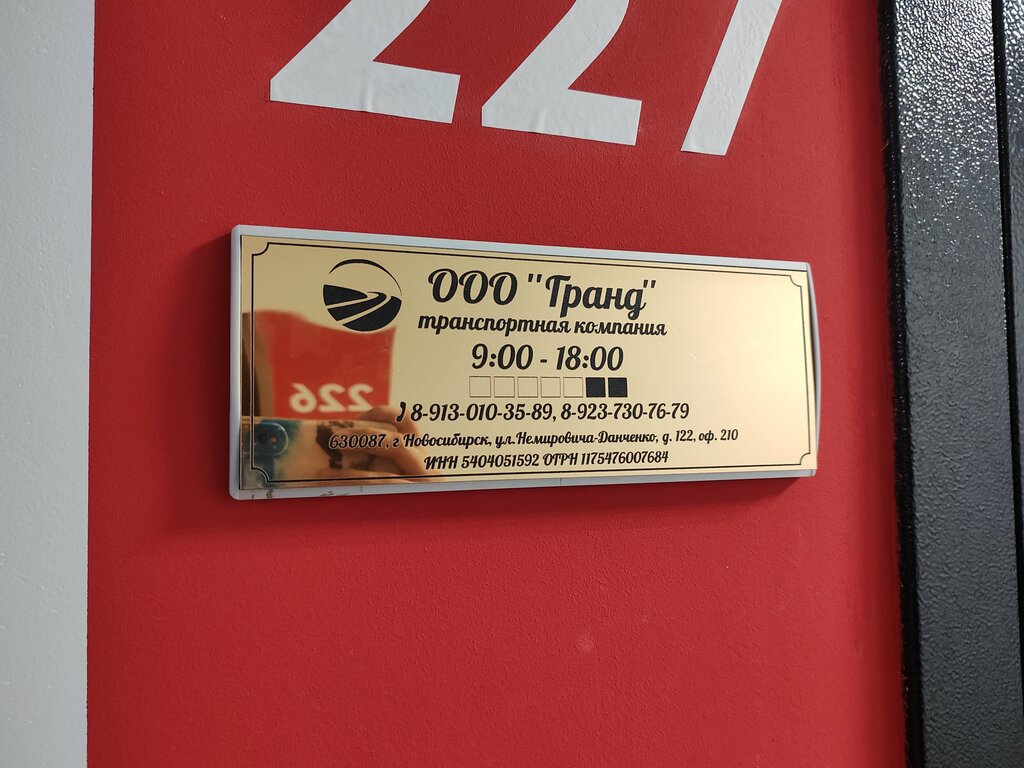 227
ООО "Гранд"
транспортная компания
9:00 - 18:00
8-913-010-35-89, 8-923-730-76-79
630087, г Новосибирск, ул.Немировича-Данченко, д. 122, оф. 210
ИНН 5404051592 ОГРН 1175476007684
226